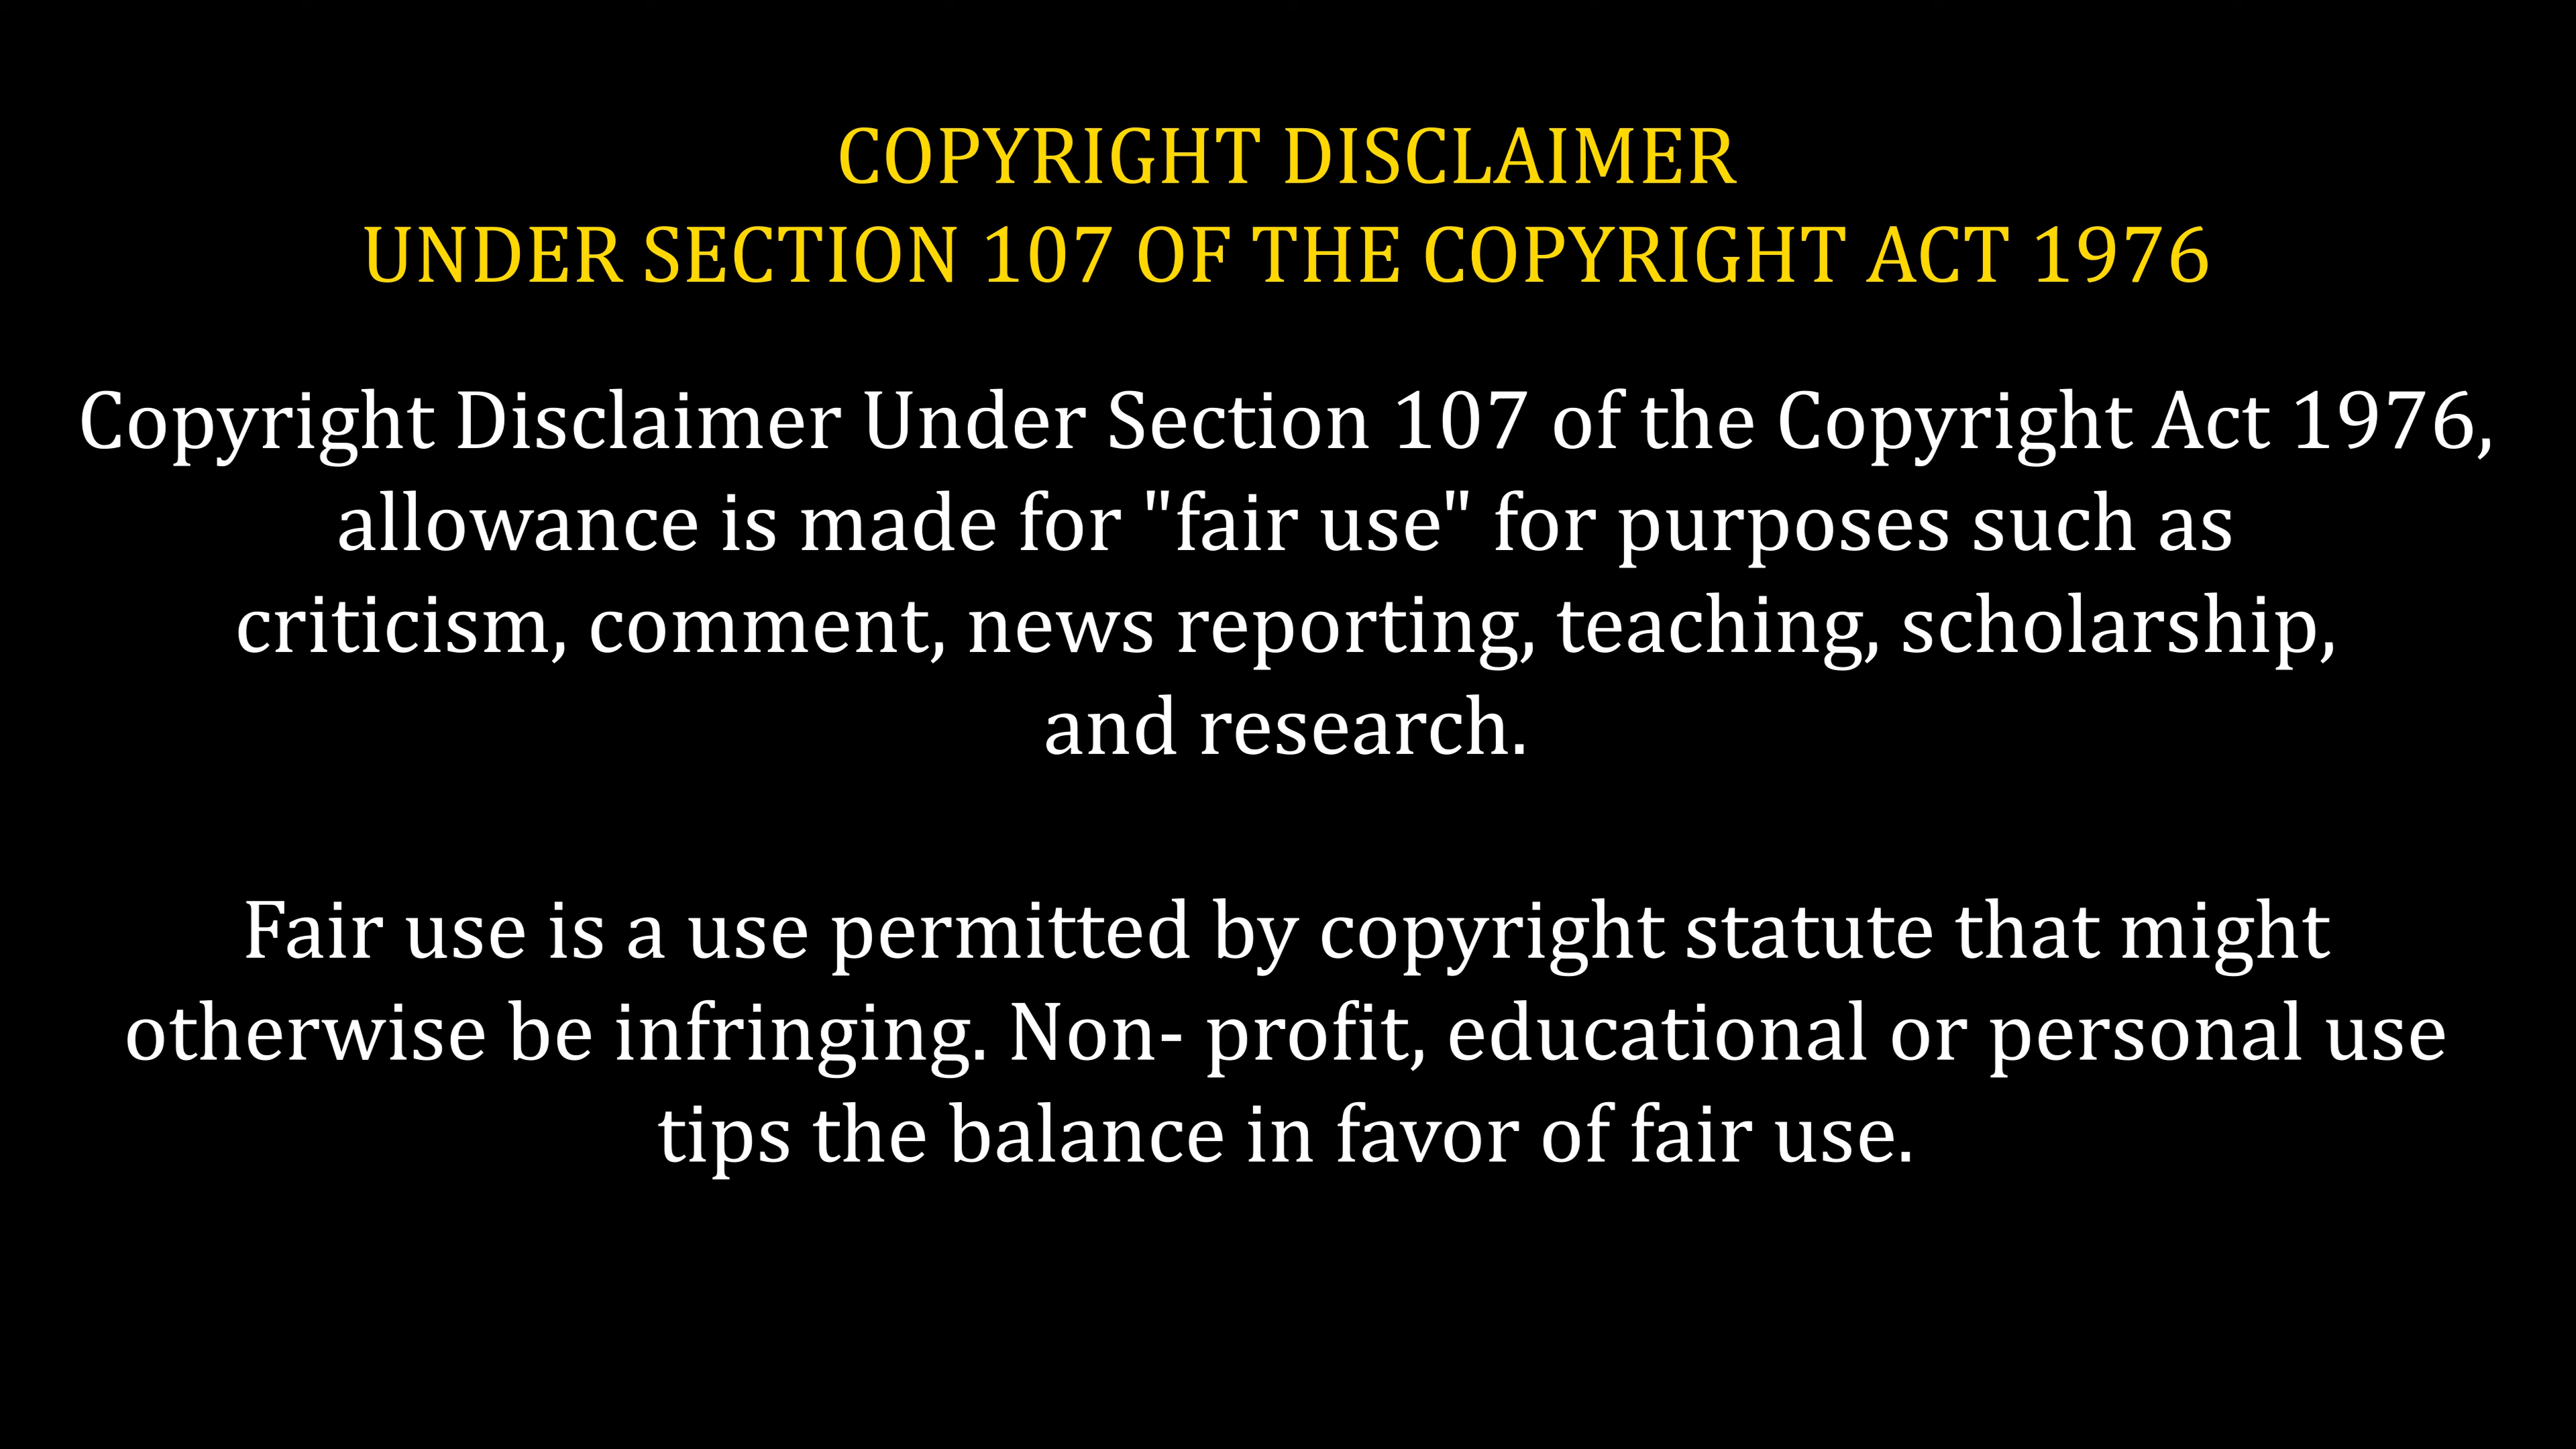 COPYRIGHT DISCLAIMER
UNDER SECTION 107 OF THE COPYRIGHT ACT 1976
Copyright Disclaimer Under Section 107 of the Copyright Act 1976,
allowance is made for "fair use" for purposes such as
criticism, comment, news reporting, teaching, scholarship,
and research.
Fair use is a use permitted by copyright statute that might
otherwise be infringing. Non- profit, educational or personal use
tips the balance in favor of fair use.